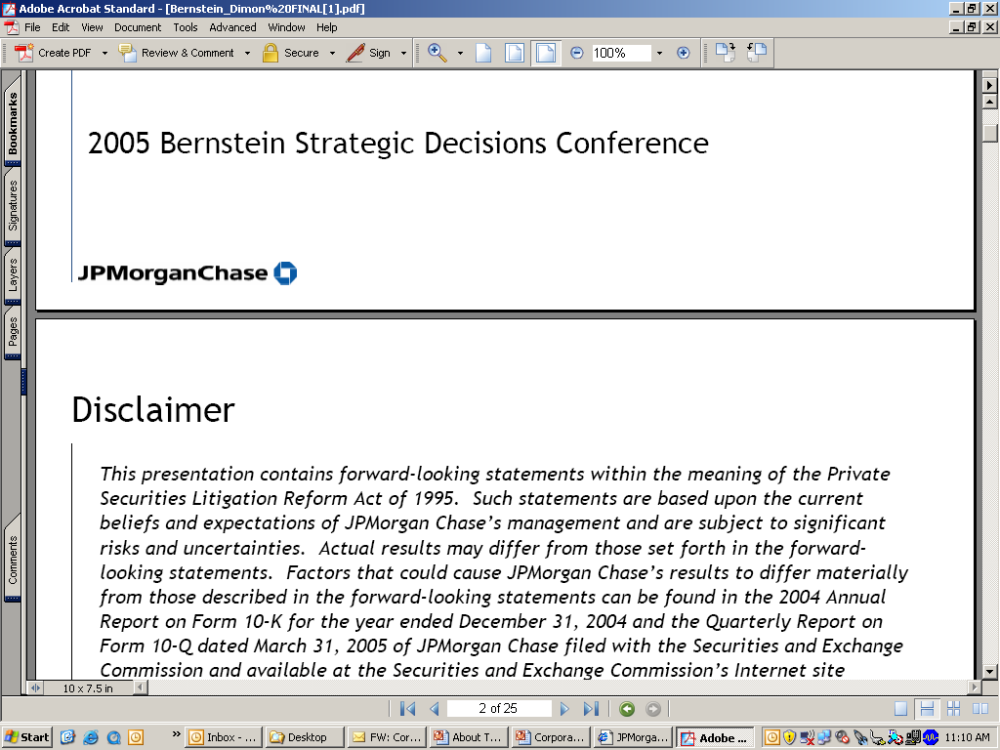 Adobe Acrobat Standard - [Bernstein_Dimon%20FINAL[1].pdf]
File Edit View Document Tools Advanced Window Help
Create PDF Review & Comment Secure Sign 100%
Bookmarks
Signatures
Layers
Pages
Comments
2005 Bernstein Strategic Decisions Conference
JPMorganChase
Disclaimer
This presentation contains forward-looking statements within the meaning of the Private
Securities Litigation Reform Act of 1995. Such statements are based upon the current
beliefs and expectations of JPMorgan Chase's management and are subject to significant
risks and uncertainties. Actual results may differ from those set forth in the forward-
looking statements. Factors that could cause JPMorgan Chase's results to differ materially
from those described in the forward-looking statements can be found in the 2004 Annual
Report on Form 10-K for the year ended December 31, 2004 and the Quarterly Report on
Form 10-Q dated March 31, 2005 of JPMorgan Chase filed with the Securities and Exchange
Commission and available at the Securities and Exchange Commission's Internet site
10 x 7.5 in
2 of 25
Start » Inbox - ... Desktop FW: Cor... About T... Corpora... JPMorga... Adobe ... 11:10 AM